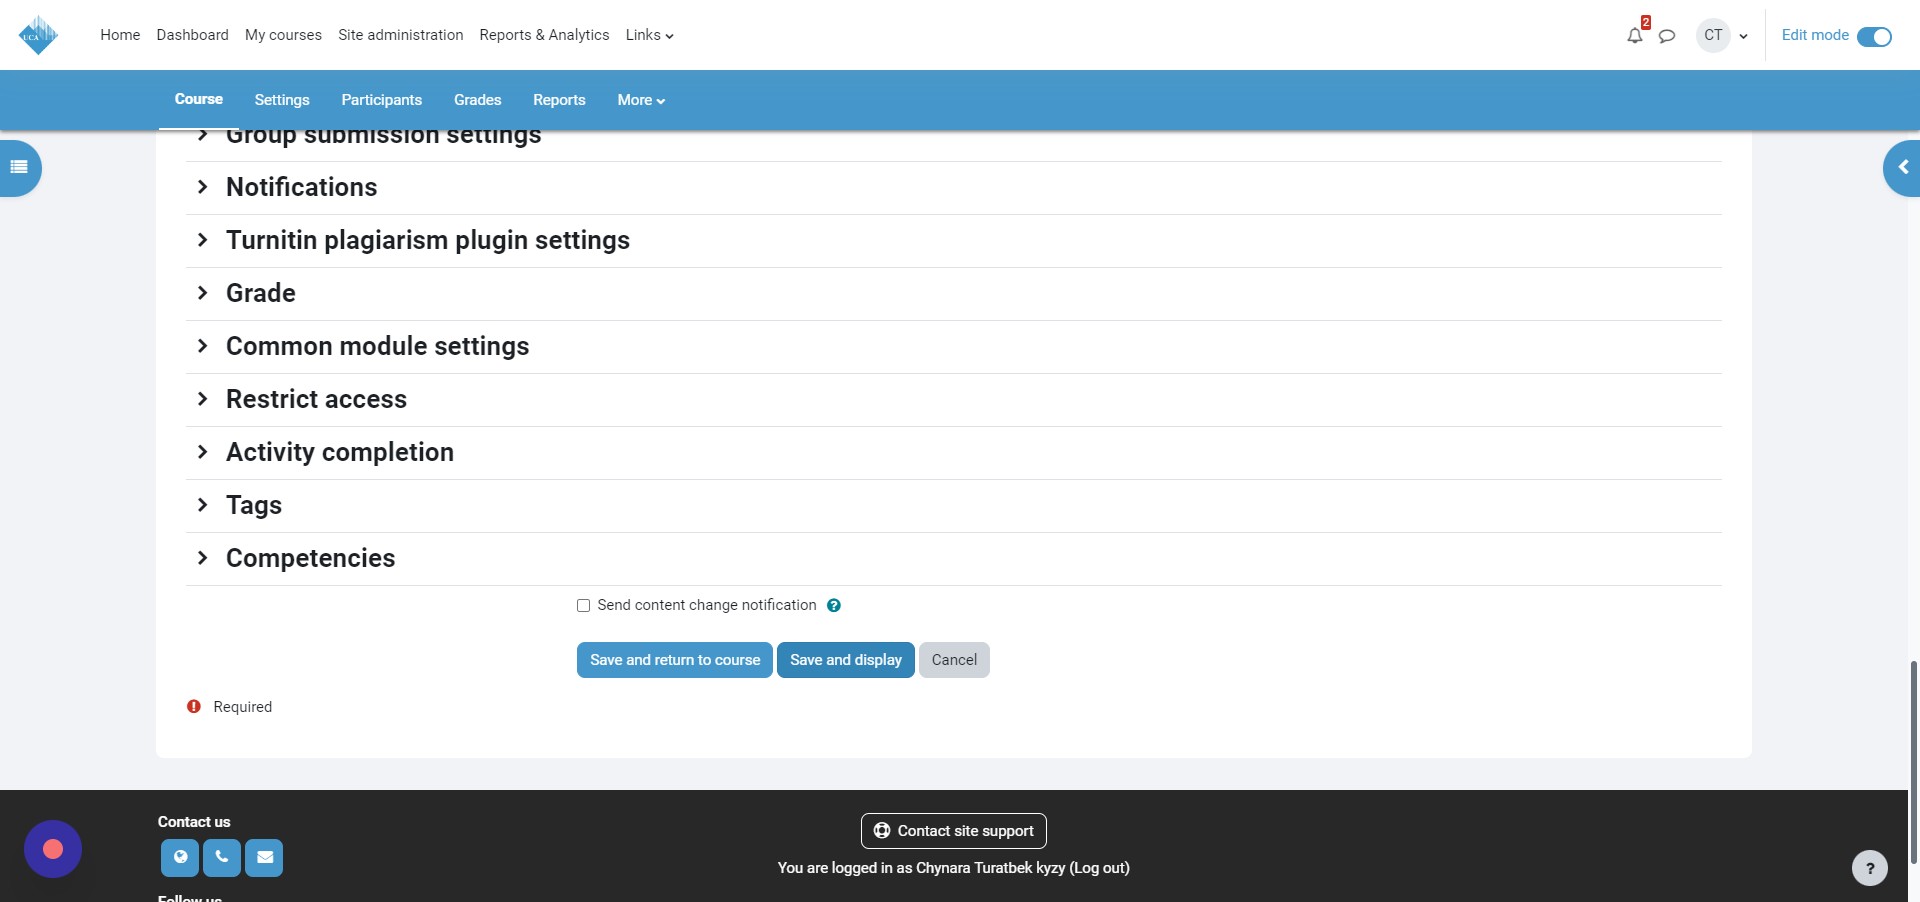 UCA
Home Dashboard My courses Site administration Reports & Analytics Links
2
CT
Edit mode
Course Settings Participants Grades Reports More
Group submission settings
Notifications
Turnitin plagiarism plugin settings
Grade
Common module settings
Restrict access
Activity completion
Tags
Competencies
Send content change notification ?
Save and return to course Save and display Cancel
! Required
Contact us
Contact site support
You are logged in as Chynara Turatbek kyzy (Log out)
?
Follow us